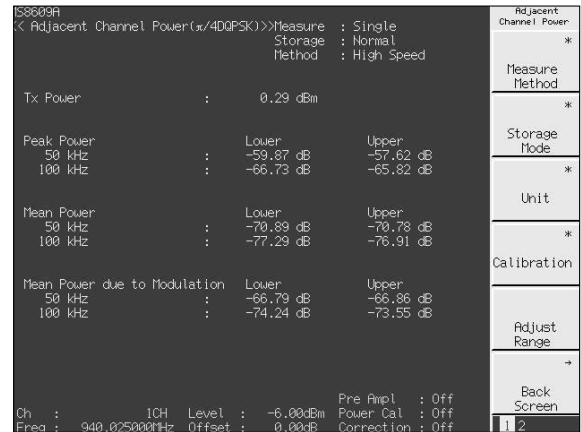 MS8609A
<< Adjacent Channel Power(π/4DQPSK)>>Measure : Single
Storage : Normal
Method : High Speed
Tx Power : 0.29 dBm
Peak Power Lower Upper
50 kHz : -59.87 dB -57.62 dB
100 kHz : -66.73 dB -65.82 dB
Mean Power Lower Upper
50 kHz : -70.89 dB -70.78 dB
100 kHz : -77.29 dB -76.91 dB
Mean Power due to Modulation Lower Upper
50 kHz : -66.79 dB -66.86 dB
100 kHz : -74.24 dB -73.55 dB
Pre Ampl : Off
Ch : 1CH Level : -6.00dBm Power Cal : Off
Freq : 940.025000MHz Offset : 0.00dB Correction : Off
Adjacent
Channel Power
*
Measure
Method
*
Storage
Mode
*
Unit
*
Calibration
Adjust
Range
→
Back
Screen
1 2